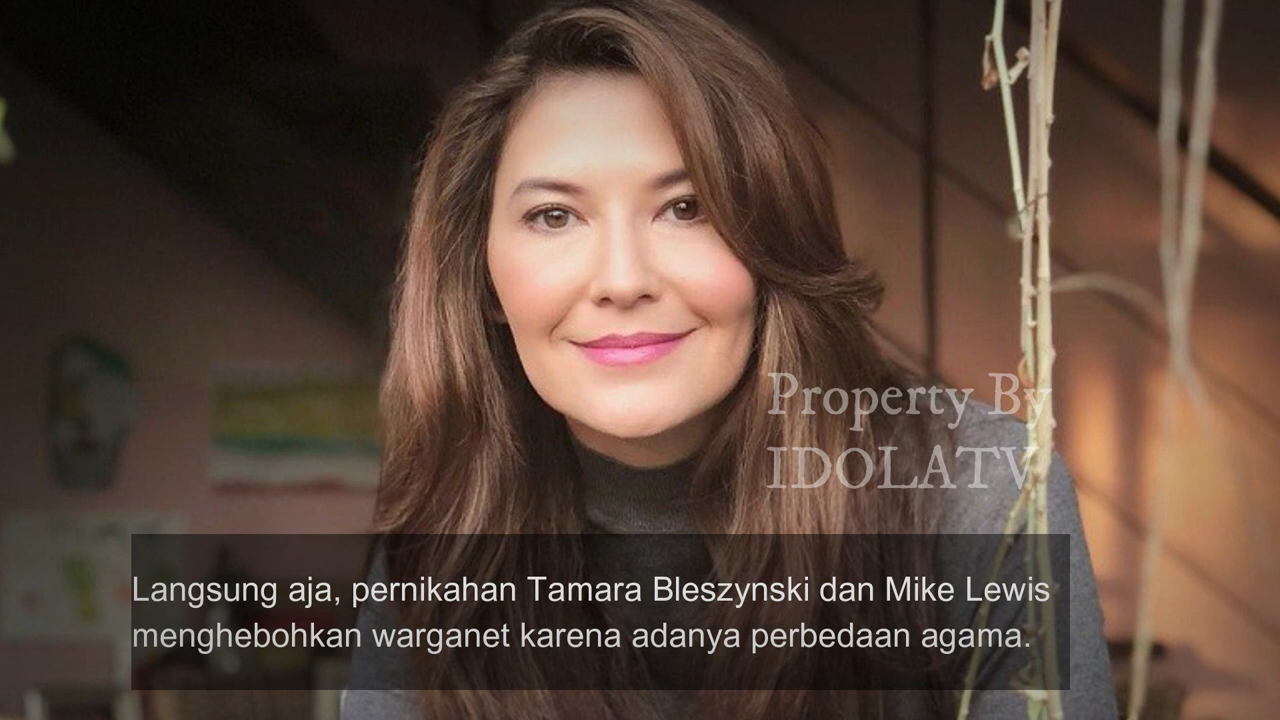 Property By
IDOLATV
Langsung aja, pernikahan Tamara Bleszynski dan Mike Lewis
menghebohkan warganet karena adanya perbedaan agama.